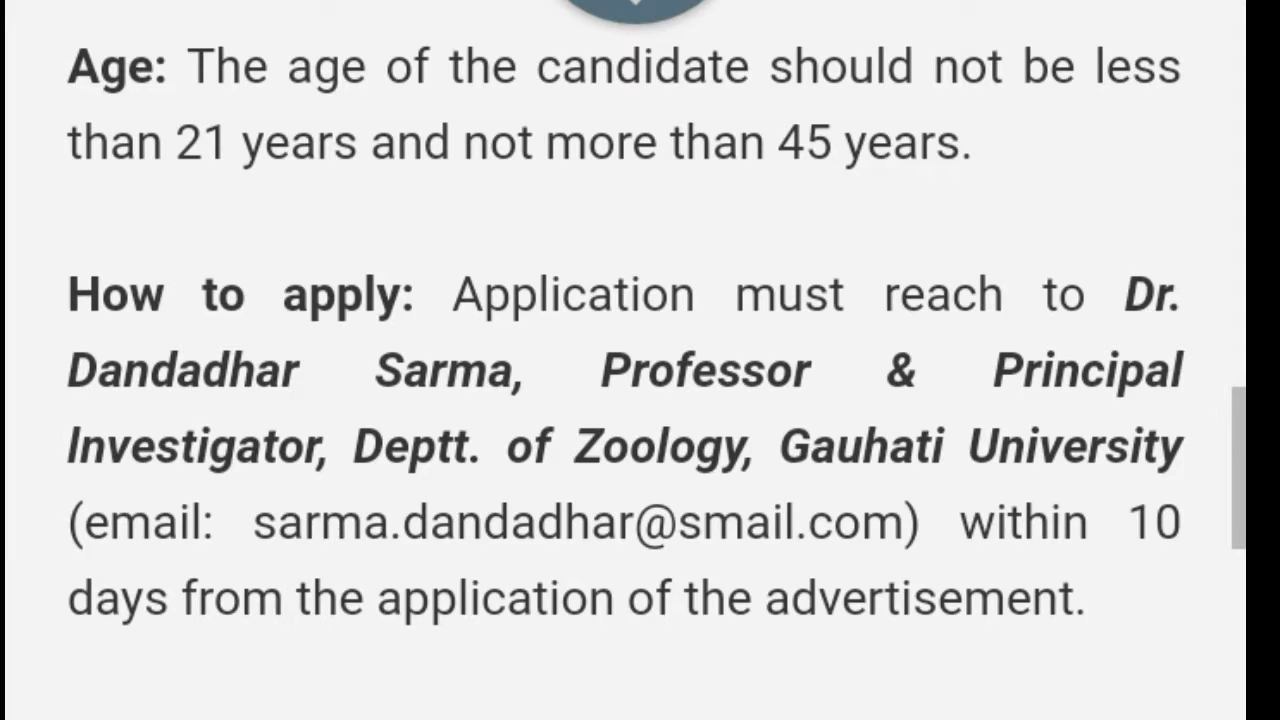 Age: The age of the candidate should not be less
than 21 years and not more than 45 years.
How to apply: Application must reach to Dr.
Dandadhar Sarma, Professor & Principal
Investigator, Deptt. of Zoology, Gauhati University
(email: sarma.dandadhar@smail.com) within 10
days from the application of the advertisement.